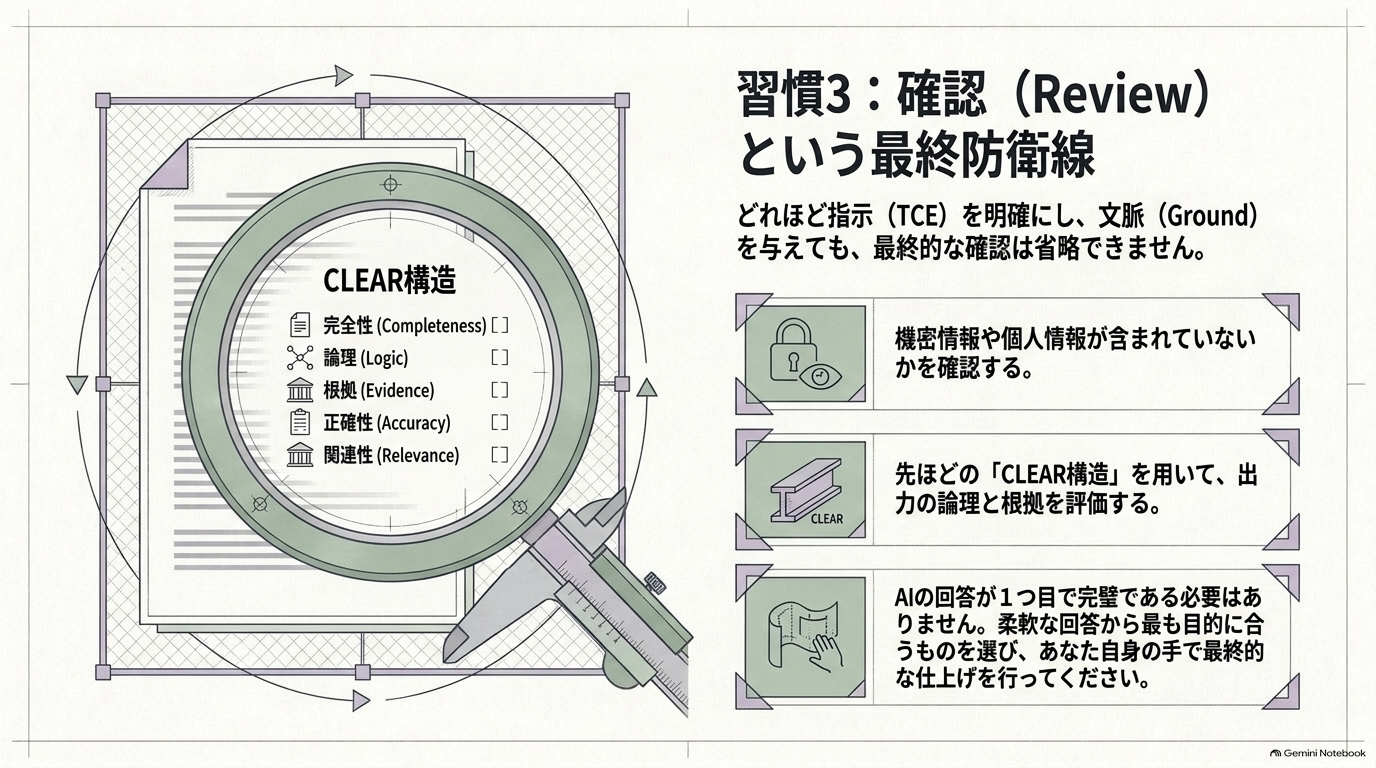 習慣3：確認（Review）
という最終防衛線
どれほど指示（TCE）を明確にし、文脈（Ground）
を与えても、最終的な確認は省略できません。
CLEAR構造
完全性 (Completeness) [ ]
論理 (Logic) [ ]
根拠 (Evidence) [ ]
正確性 (Accuracy) [ ]
関連性 (Relevance) [ ]
機密情報や個人情報が含まれていない
かを確認する。
CLEAR
先ほどの「CLEAR構造」を用いて、出
力の論理と根拠を評価する。
AIの回答が１つ目で完璧である必要はあ
りません。柔軟な回答から最も目的に合
うものを選び、あなた自身の手で最終的
な仕上げを行ってください。
Gemini Notebook